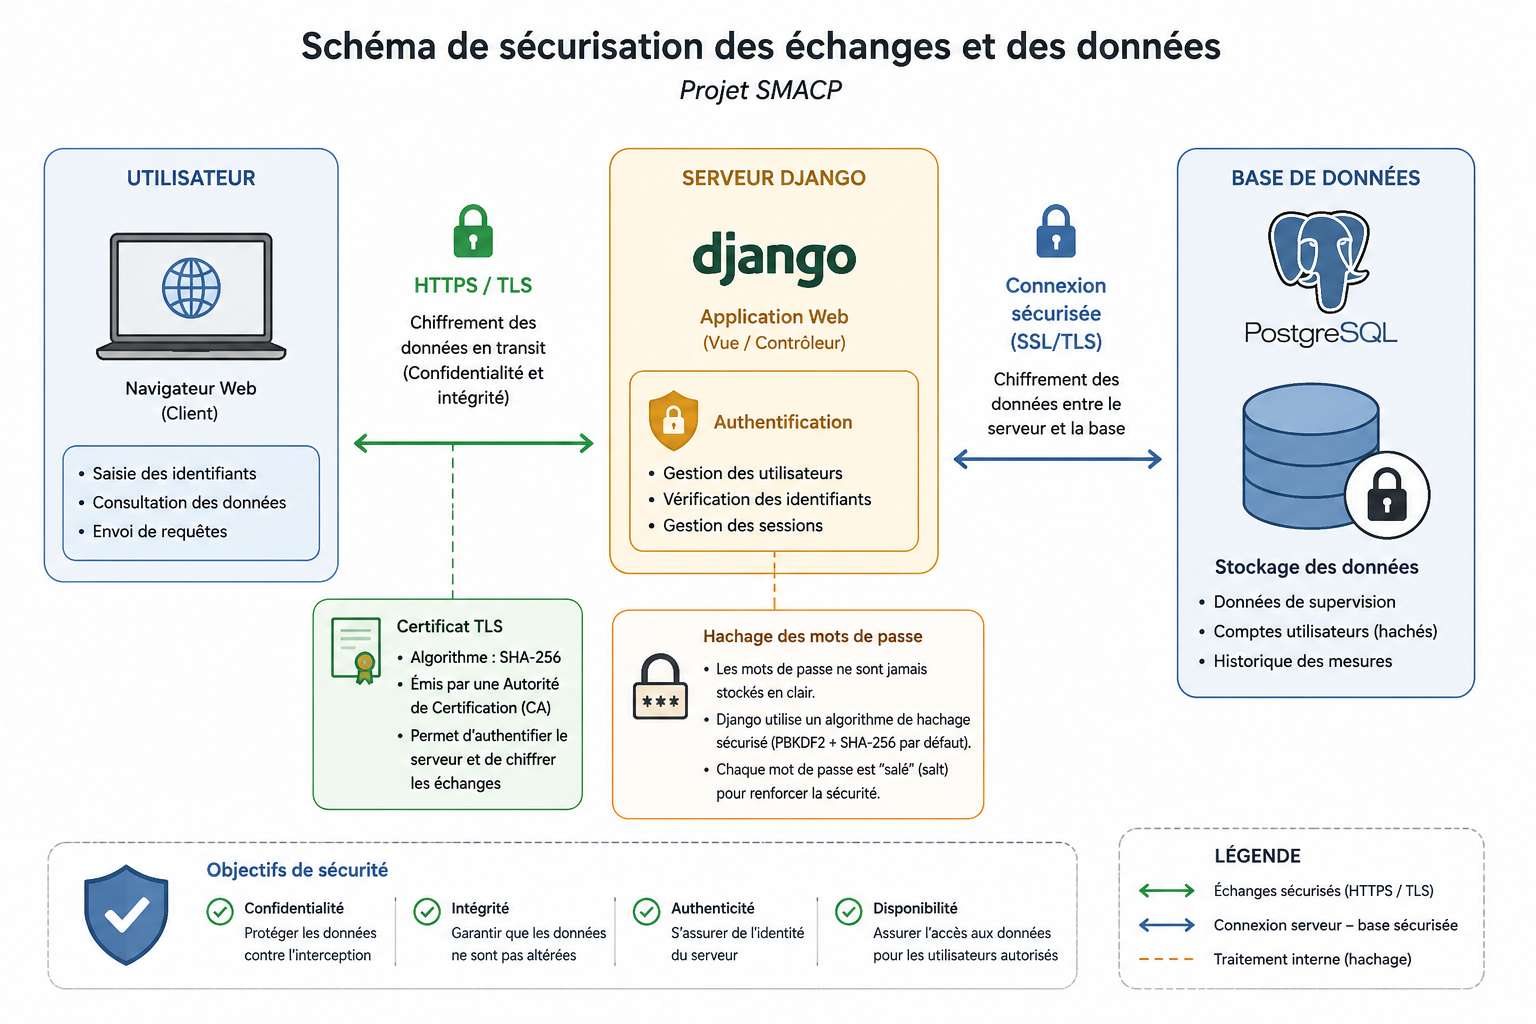 Schéma de sécurisation des échanges et des données
Projet SMACP
UTILISATEUR
Navigateur Web
(Client)
• Saisie des identifiants
• Consultation des données
• Envoi de requêtes
HTTPS / TLS
Chiffrement des
données en transit
(Confidentialité et
intégrité)
SERVEUR DJANGO
django
Application Web
(Vue / Contrôleur)
Authentification
• Gestion des utilisateurs
• Vérification des identifiants
• Gestion des sessions
Connexion
sécurisée
(SSL/TLS)
Chiffrement des
données entre le
serveur et la base
BASE DE DONNÉES
PostgreSQL
Stockage des données
• Données de supervision
• Comptes utilisateurs (hachés)
• Historique des mesures
Certificat TLS
• Algorithme : SHA-256
• Émis par une Autorité
de Certification (CA)
• Permet d'authentifier le
serveur et de chiffrer
les échanges
***
Hachage des mots de passe
• Les mots de passe ne sont jamais
stockés en clair.
• Django utilise un algorithme de hachage
sécurisé (PBKDF2 + SHA-256 par défaut).
• Chaque mot de passe est "salé" (salt)
pour renforcer la sécurité.
Objectifs de sécurité
Confidentialité
Protéger les données
contre l'interception
Intégrité
Garantir que les données
ne sont pas altérées
Authenticité
S'assurer de l'identité
du serveur
Disponibilité
Assurer l'accès aux données
pour les utilisateurs autorisés
LÉGENDE
Échanges sécurisés (HTTPS / TLS)
Connexion serveur – base sécurisée
Traitement interne (hachage)